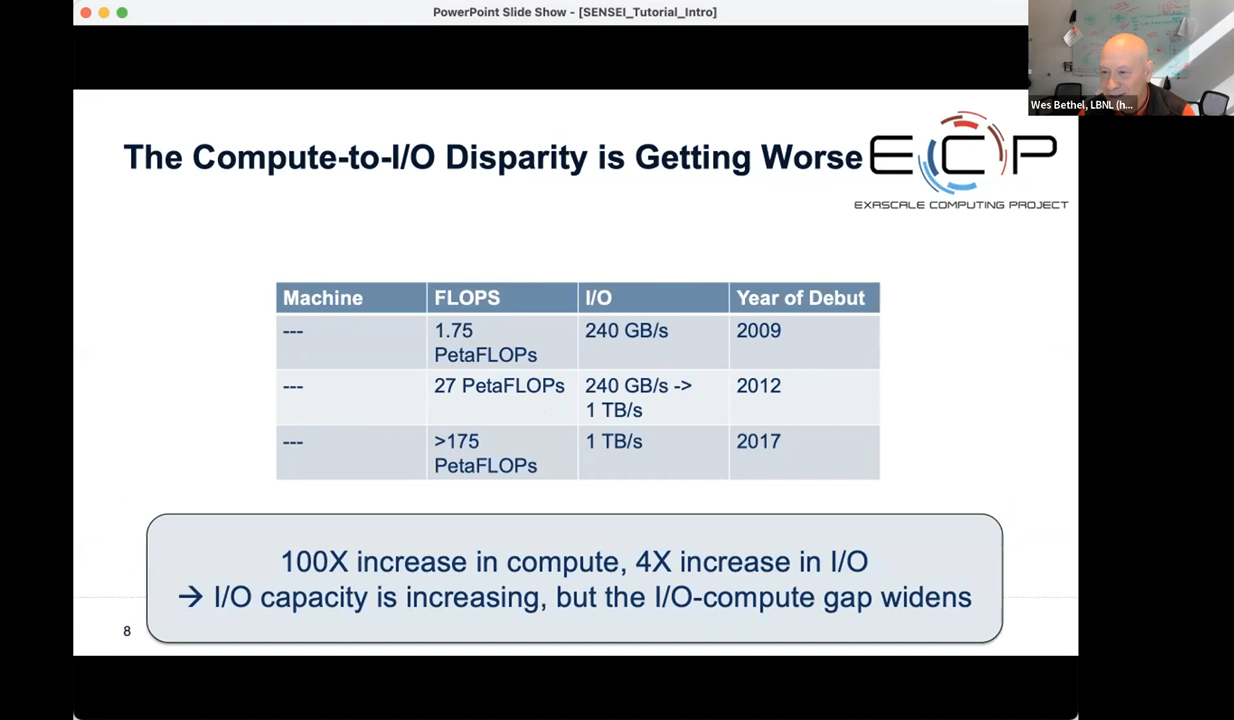 PowerPoint Slide Show - [SENSEI_Tutorial_Intro]
Wes Bethel, LBNL (h...
The Compute-to-I/O Disparity is Getting Worse
ECP
EXASCALE COMPUTING PROJECT
Machine FLOPS I/O Year of Debut
--- 1.75 PetaFLOPs 240 GB/s 2009
--- 27 PetaFLOPs 240 GB/s -> 1 TB/s 2012
--- >175 PetaFLOPs 1 TB/s 2017
100X increase in compute, 4X increase in I/O
→ I/O capacity is increasing, but the I/O-compute gap widens
8